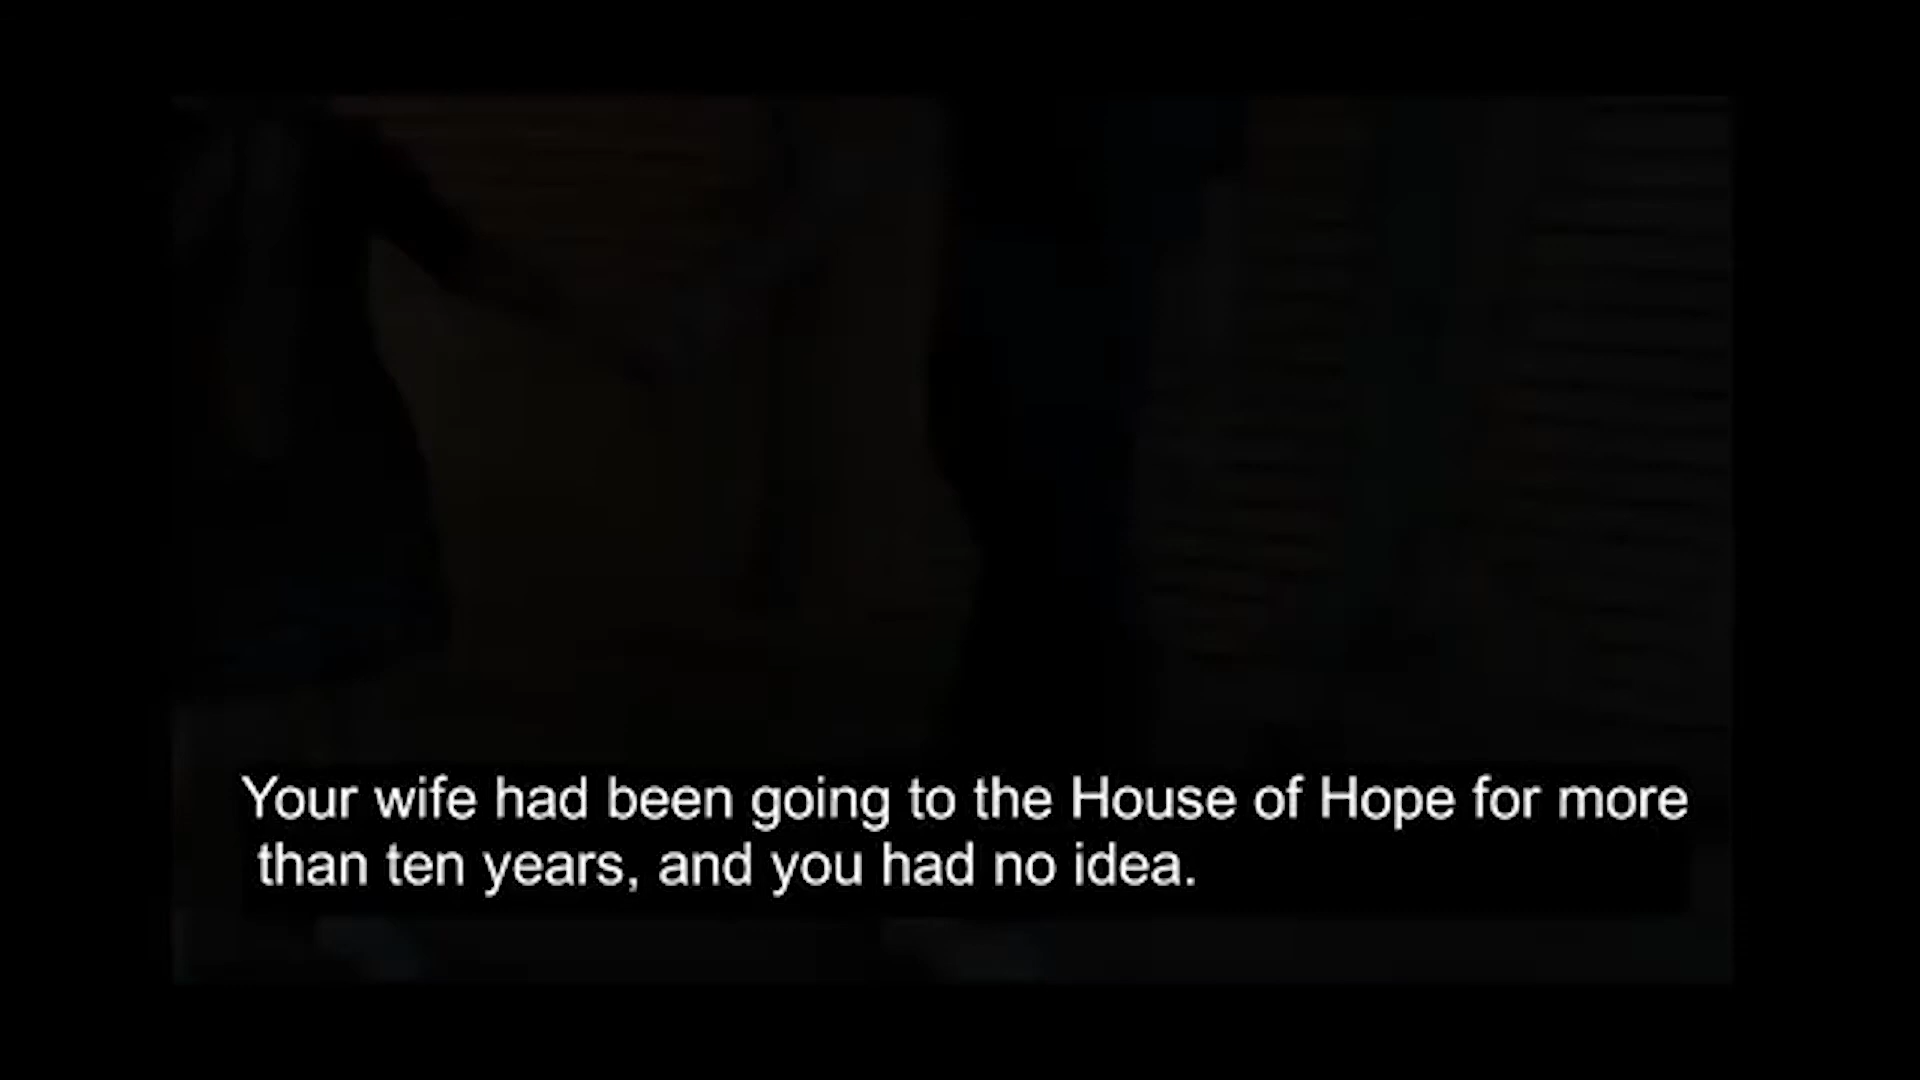 Your wife had been going to the House of Hope for more
than ten years, and you had no idea.